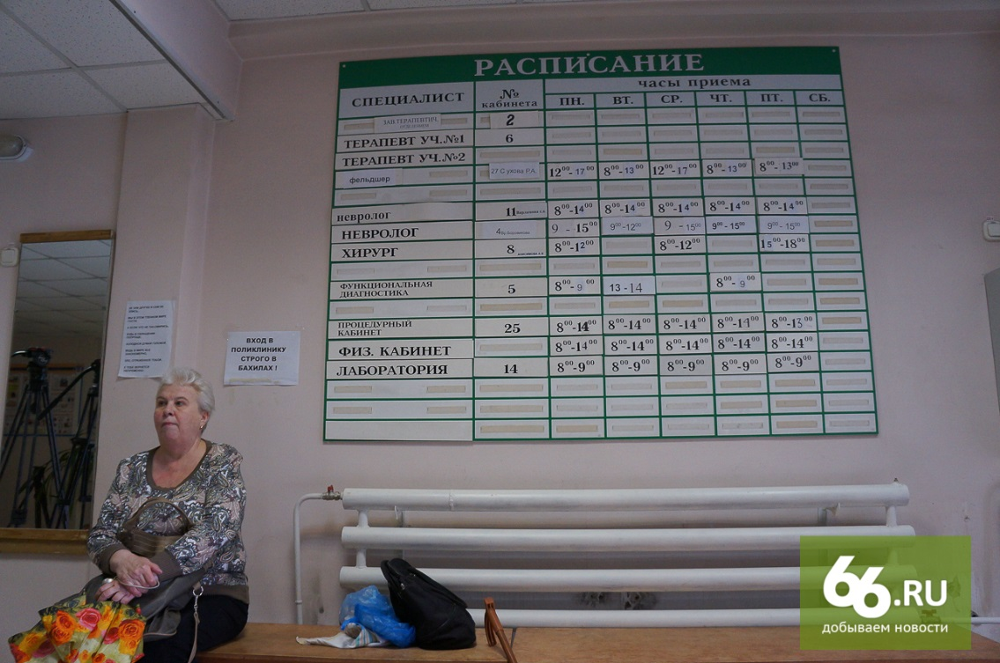 РАСПИСАНИЕ
СПЕЦИАЛИСТ № кабинета часы приема
ПН. ВТ. СР. ЧТ. ПТ. СБ.
ЗАВ.ТЕРАПЕВТИЧ. ОТДЕЛЕНИЕМ 2
ТЕРАПЕВТ УЧ.№1 6
ТЕРАПЕВТ УЧ.№2
фельдшер 27 12⁰⁰-17⁰⁰ 8⁰⁰-13⁰⁰ 12⁰⁰-17⁰⁰ 8⁰⁰-13⁰⁰ 8⁰⁰-13⁰⁰
невролог 11 8⁰⁰-14⁰⁰ 8⁰⁰-14⁰⁰ 8⁰⁰-14⁰⁰ 8⁰⁰-14⁰⁰ 8⁰⁰-14⁰⁰
НЕВРОЛОГ 4 9 - 15⁰⁰ 9⁰⁰-12⁰⁰ 9 - 15⁰⁰ 9⁰⁰-15⁰⁰ 9⁰⁰-15⁰⁰
ХИРУРГ 8 8⁰⁰-12⁰⁰ 8⁰⁰-12⁰⁰ 15⁰⁰-18⁰⁰
ФУНКЦИОНАЛЬНАЯ
ДИАГНОСТИКА 5 8⁰⁰-9⁰⁰ 13-14 8⁰⁰-9⁰⁰
ПРОЦЕДУРНЫЙ
КАБИНЕТ 25 8⁰⁰-14⁰⁰ 8⁰⁰-14⁰⁰ 8⁰⁰-14⁰⁰ 8⁰⁰-14⁰⁰ 8⁰⁰-13⁰⁰
ФИЗ. КАБИНЕТ 8⁰⁰-14⁰⁰ 8⁰⁰-14⁰⁰ 8⁰⁰-14⁰⁰ 8⁰⁰-14⁰⁰ 8⁰⁰-14⁰⁰
ЛАБОРАТОРИЯ 14 8⁰⁰-9⁰⁰ 8⁰⁰-9⁰⁰ 8⁰⁰-9⁰⁰ 8⁰⁰-9⁰⁰ 8⁰⁰-9⁰⁰
ВХОД В
ПОЛИКЛИНИКУ
СТРОГО В
БАХИЛАХ !
66.RU
добываем новости